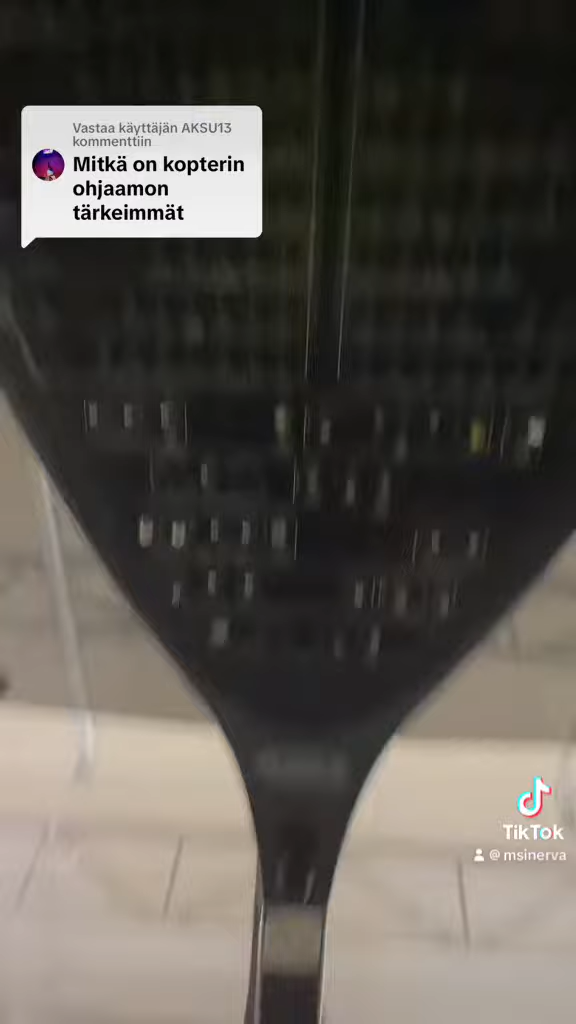 Vastaa käyttäjän AKSU13
kommenttiin
Mitkä on kopterin
ohjaamon
tärkeimmät
TikTok
@msinerva